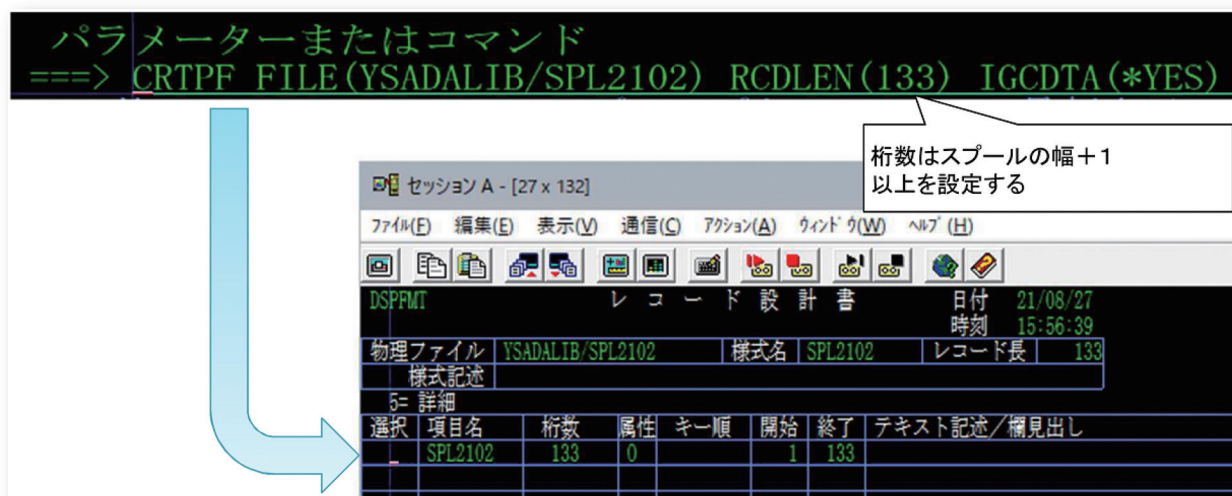 パラメーターまたはコマンド
===> CRTPF FILE(YSADALIB/SPL2102) RCDLEN(133) IGCDTA(*YES)
桁数はスプールの幅+1
以上を設定する
セッション A - [27 x 132]
ファイル(F) 編集(E) 表示(V) 通信(C) アクション(A) ウィンドウ(W) ヘルプ(H)
DSPFMT レ コ ー ド 設 計 書 日付 21/08/27
時刻 15:56:39
物理ファイル YSADALIB/SPL2102 様式名 SPL2102 レコード長 133
様式記述
5= 詳細
選択 項目名 桁数 属性 キー順 開始 終了 テキスト記述/欄見出し
SPL2102 133 O 1 133